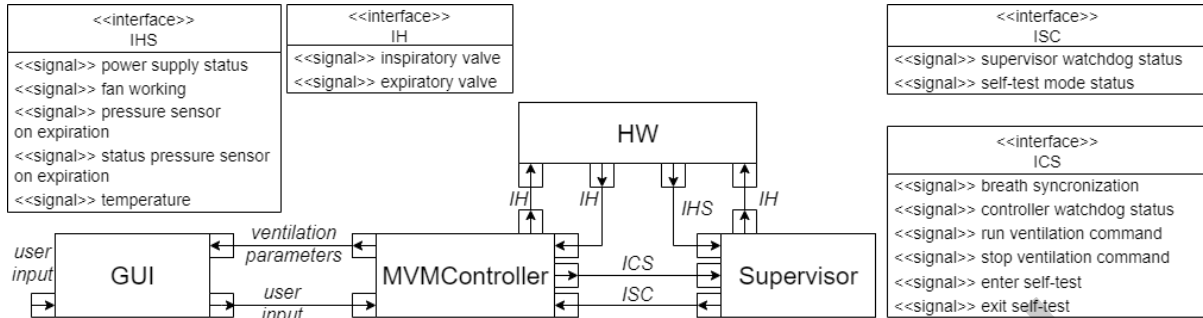 <<interface>>
IHS
<<signal>> power supply status
<<signal>> fan working
<<signal>> pressure sensor
on expiration
<<signal>> status pressure sensor
on expiration
<<signal>> temperature
<<interface>>
IH
<<signal>> inspiratory valve
<<signal>> expiratory valve
<<interface>>
ISC
<<signal>> supervisor watchdog status
<<signal>> self-test mode status
<<interface>>
ICS
<<signal>> breath syncronization
<<signal>> controller watchdog status
<<signal>> run ventilation command
<<signal>> stop ventilation command
<<signal>> enter self-test
<<signal>> exit self-test
HW
IH
IH
IHS
IH
user
input
GUI
ventilation
parameters
user
input
MVMController
ICS
ISC
Supervisor